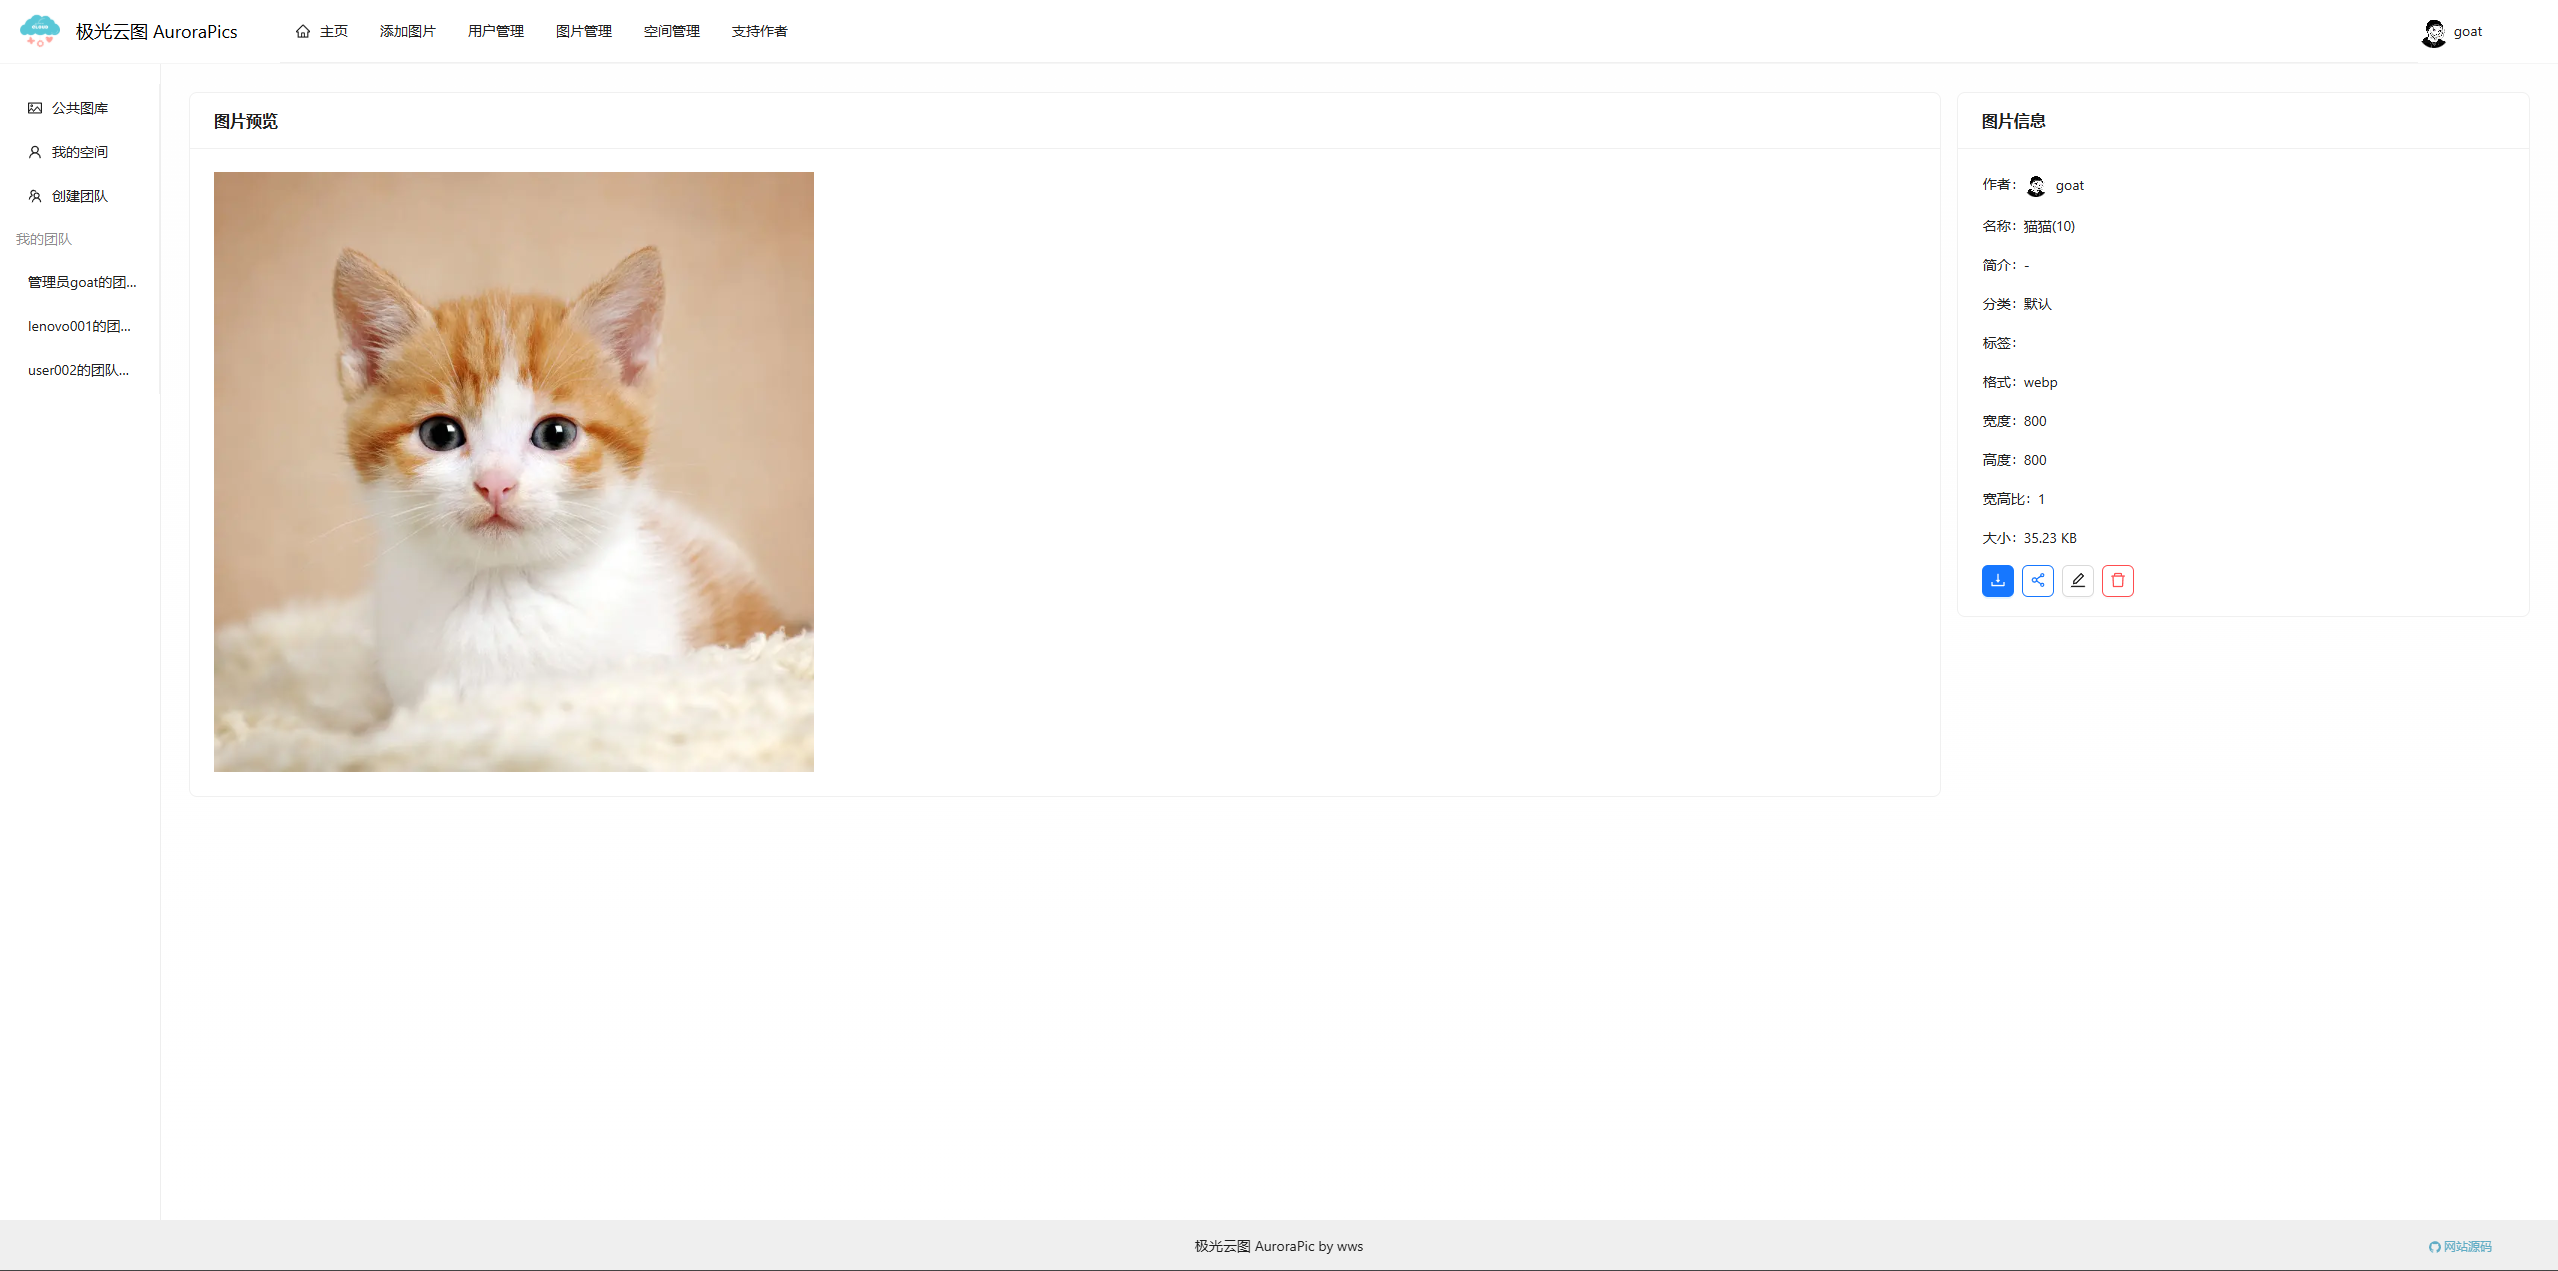 极光云图 AuroraPics
主页 添加图片 用户管理 图片管理 空间管理 支持作者
goat
公共图库
我的空间
创建团队
我的团队
管理员goat的团...
lenovo001的团...
user002的团队...
图片预览
图片信息
作者： goat
名称：猫猫(10)
简介：-
分类：默认
标签：
格式：webp
宽度：800
高度：800
宽高比：1
大小：35.23 KB
极光云图 AuroraPic by wws
网站源码